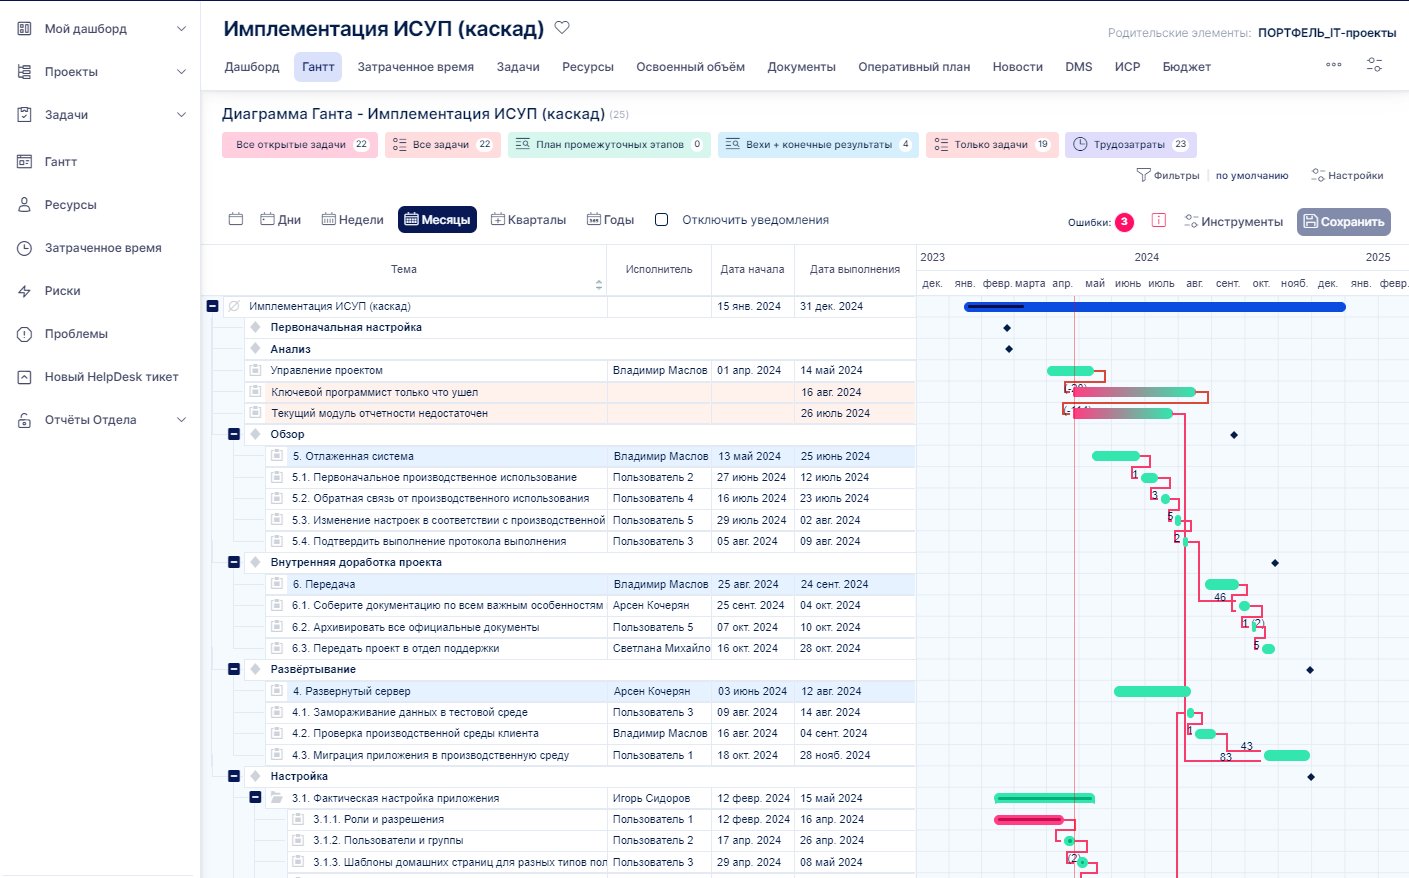 Мой дашборд
Проекты
Задачи
Гантт
Ресурсы
Затраченное время
Риски
Проблемы
Новый HelpDesk тикет
Отчёты Отдела
Имплементация ИСУП (каскад)
Родительские элементы: ПОРТФЕЛЬ_IT-проекты
Дашборд Гантт Затраченное время Задачи Ресурсы Освоенный объём Документы Оперативный план Новости DMS ИСР Бюджет
Диаграмма Ганта - Имплементация ИСУП (каскад) (25)
Все открытые задачи 22 Все задачи 22 План промежуточных этапов 0 Вехи + конечные результаты 4 Только задачи 19 Трудозатраты 23
Фильтры по умолчанию Настройки
Дни Недели Месяцы Кварталы Годы Отключить уведомления Ошибки: 3 Инструменты Сохранить
Тема Исполнитель Дата начала Дата выполнения
2023 2024 2025
дек. янв. февр. марта апр. май июнь июль авг. сент. окт. нояб. дек. янв. февр.
Имплементация ИСУП (каскад) 15 янв. 2024 31 дек. 2024
Первоначальная настройка
Анализ
Управление проектом Владимир Маслов 01 апр. 2024 14 май 2024
Ключевой программист только что ушел 16 авг. 2024
Текущий модуль отчетности недостаточен 26 июль 2024
Обзор
5. Отлаженная система Владимир Маслов 13 май 2024 25 июнь 2024
5.1. Первоначальное производственное использование Пользователь 2 27 июнь 2024 12 июль 2024 1
5.2. Обратная связь от производственного использования Пользователь 4 16 июль 2024 23 июль 2024 3
5.3. Изменение настроек в соответствии с производственной Пользователь 5 29 июль 2024 02 авг. 2024 5
5.4. Подтвердить выполнение протокола выполнения Пользователь 3 05 авг. 2024 09 авг. 2024 2
Внутренняя доработка проекта
6. Передача Владимир Маслов 25 авг. 2024 24 сент. 2024
6.1. Соберите документацию по всем важным особенностям Арсен Кочерян 25 сент. 2024 04 окт. 2024 46
6.2. Архивировать все официальные документы Пользователь 5 07 окт. 2024 10 окт. 2024 1 (2)
6.3. Передать проект в отдел поддержки Светлана Михайло 16 окт. 2024 28 окт. 2024 5
Развёртывание
4. Развернутый сервер Арсен Кочерян 03 июнь 2024 12 авг. 2024
4.1. Замораживание данных в тестовой среде Пользователь 3 09 авг. 2024 14 авг. 2024
4.2. Проверка производственной среды клиента Владимир Маслов 16 авг. 2024 04 сент. 2024 1
4.3. Миграция приложения в производственную среду Пользователь 1 18 окт. 2024 28 нояб. 2024 43 83
Настройка
3.1. Фактическая настройка приложения Игорь Сидоров 12 февр. 2024 15 май 2024
3.1.1. Роли и разрешения Пользователь 1 12 февр. 2024 16 апр. 2024
3.1.2. Пользователи и группы Пользователь 2 17 апр. 2024 26 апр. 2024
3.1.3. Шаблоны домашних страниц для разных типов пол Пользователь 3 29 апр. 2024 08 май 2024 (2)